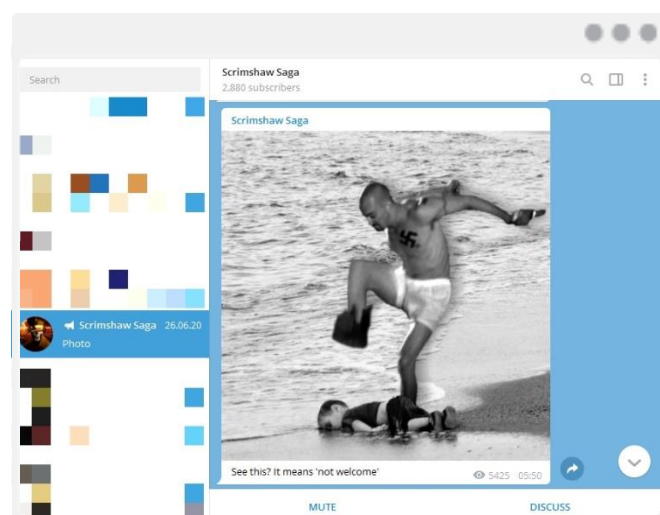 Search
Scrimshaw Saga
2,880 subscribers
Scrimshaw Saga
Scrimshaw Saga 26.06.20
Photo
See this? It means 'not welcome'
5425 05:50
MUTE
DISCUSS